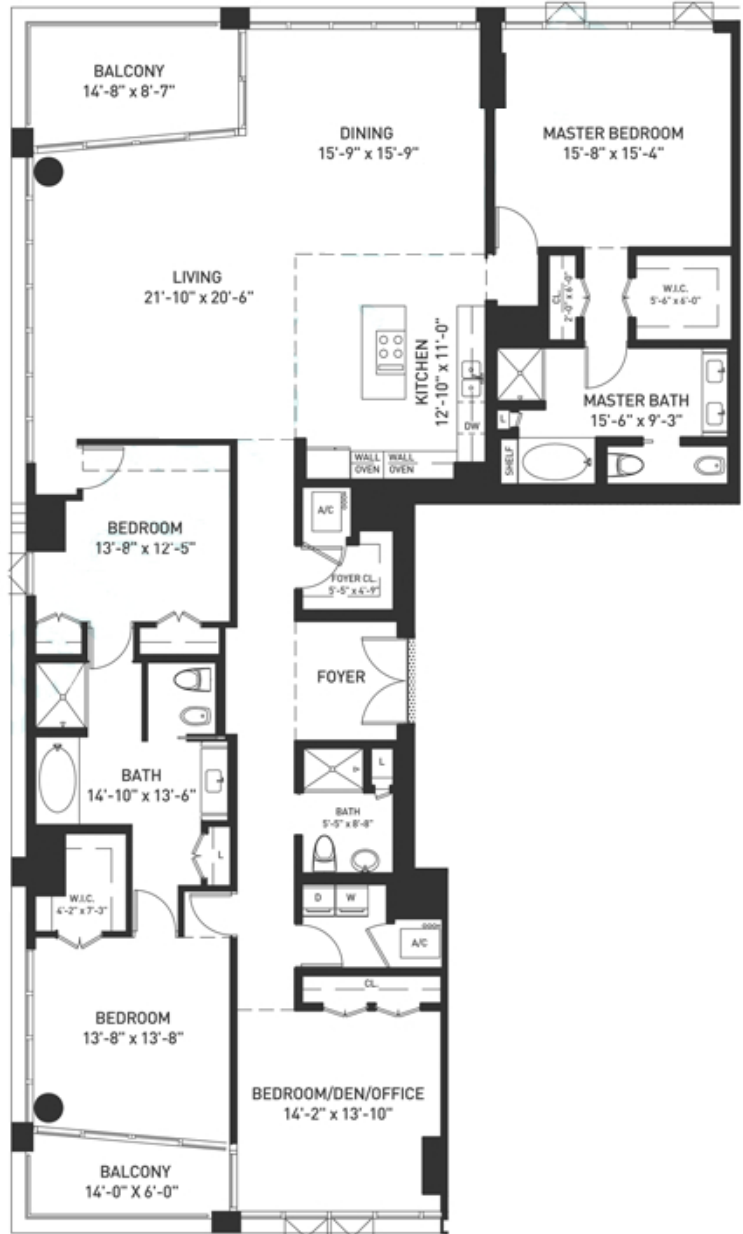 BALCONY
14'-8" x 8'-7"
DINING
15'-9" x 15'-9"
MASTER BEDROOM
15'-8" x 15'-4"
LIVING
21'-10" x 20'-6"
CL.
2'-0" x 6'-0"
W.I.C.
5'-6" x 6'-0"
KITCHEN
12'-10" x 11'-0"
MASTER BATH
15'-6" x 9'-3"
DW
WALL OVEN
WALL OVEN
SHELF
BEDROOM
13'-8" x 12'-5"
A/C
FOYER CL.
5'-5" x 4'-9"
FOYER
BATH
14'-10" x 13'-6"
L
BATH
5'-5" x 8'-8"
L
W.I.C.
4'-2" x 7'-3"
D
W
A/C
CL.
BEDROOM
13'-8" x 13'-8"
BEDROOM/DEN/OFFICE
14'-2" x 13'-10"
BALCONY
14'-0" X 6'-0"